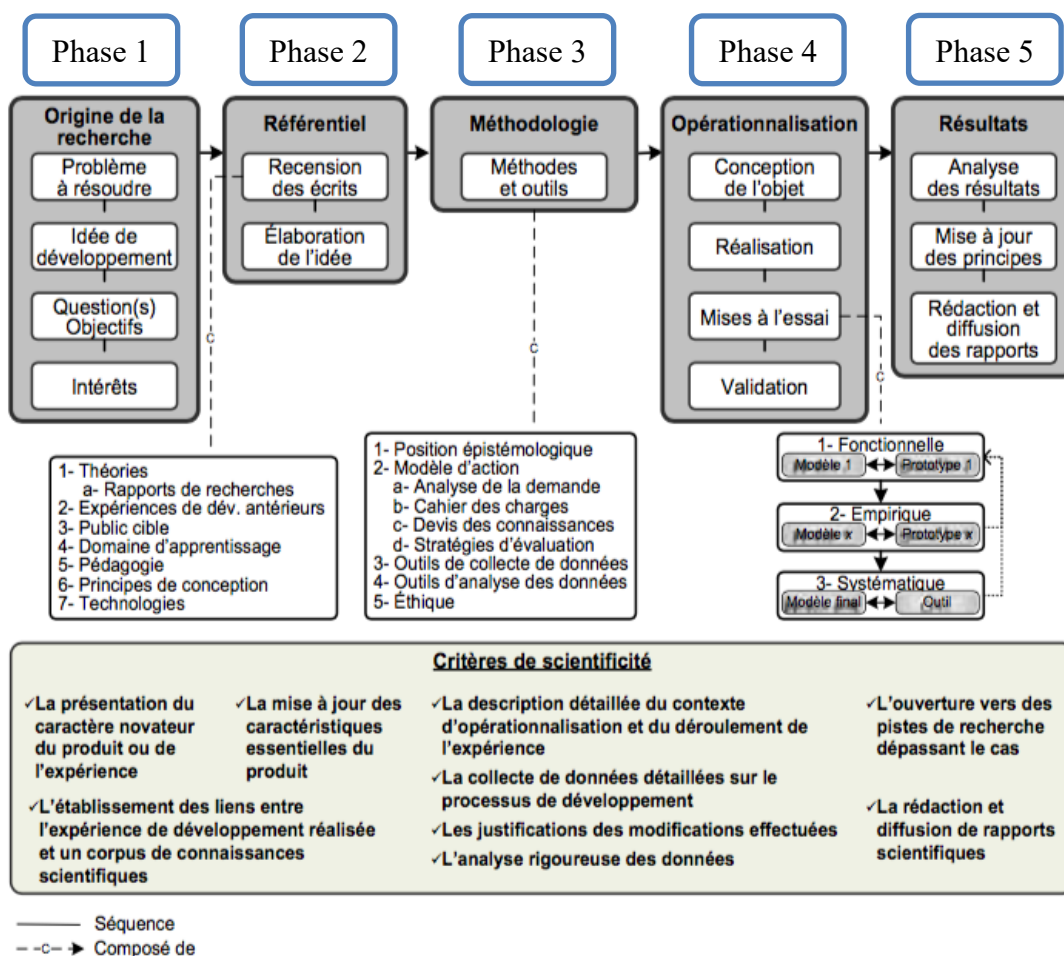 Phase 1
Phase 2
Phase 3
Phase 4
Phase 5
Origine de la
recherche
Problème
à résoudre
Idée de
développement
Question(s)
Objectifs
Intérêts
Référentiel
Recension
des écrits
Élaboration
de l'idée
Méthodologie
Méthodes
et outils
Opérationnalisation
Conception
de l'objet
Réalisation
Mises à l'essai
Validation
Résultats
Analyse
des résultats
Mise à jour
des principes
Rédaction et
diffusion
des rapports
c
c
c
1- Théories
a- Rapports de recherches
2- Expériences de dév. antérieurs
3- Public cible
4- Domaine d'apprentissage
5- Pédagogie
6- Principes de conception
7- Technologies
1- Position épistémologique
2- Modèle d'action
a- Analyse de la demande
b- Cahier des charges
c- Devis des connaissances
d- Stratégies d'évaluation
3- Outils de collecte de données
4- Outils d'analyse des données
5- Éthique
1- Fonctionnelle
Modèle 1
Prototype 1
2- Empirique
Modèle x
Prototype x
3- Systématique
Modèle final
Outil
Critères de scientificité
✓La présentation du
caractère novateur
du produit ou de
l'expérience
✓La mise à jour des
caractéristiques
essentielles du
produit
✓L'établissement des liens entre
l'expérience de développement réalisée
et un corpus de connaissances
scientifiques
✓La description détaillée du contexte
d'opérationnalisation et du déroulement de
l'expérience
✓La collecte de données détaillées sur le
processus de développement
✓Les justifications des modifications effectuées
✓L'analyse rigoureuse des données
✓L'ouverture vers des
pistes de recherche
dépassant le cas
✓La rédaction et
diffusion de rapports
scientifiques
Séquence
-c- Composé de